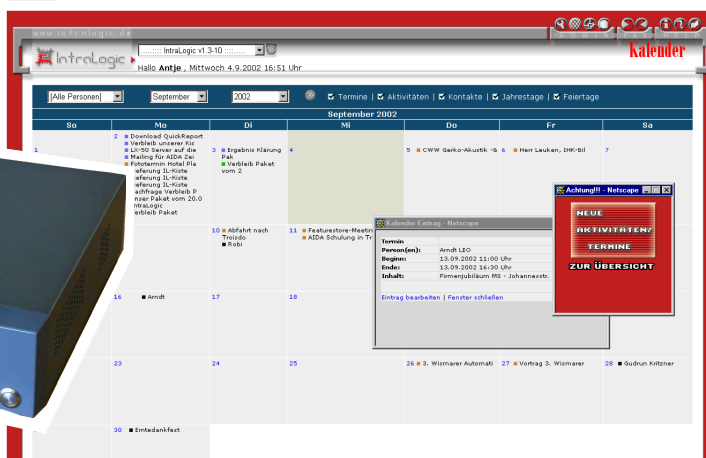 www.intralogic.de
IntraLogic
.....:::: IntraLogic v1.3-10 ::::.....
Kalender
Hallo Antje , Mittwoch 4.9.2002 16:51 Uhr
[Alle Personen] September 2002 Termine | Aktivitäten | Kontakte | Jahrestage | Feiertage
September 2002
So Mo Di Mi Do Fr Sa
1
2 Download QuickReport
Verbleib unserer Kis
LX-50 Server auf die
Mailing für AIDA Zei
Fototermin Hotel Pla
ieferung IL-Kiste
ieferung IL-Kiste
ieferung IL-Kiste
achfrage Verbleib P
nser Paket vom 20.0
ntraLogic
erbleib Paket
3 Ergebnis Klärung
Pak
Verbleib Paket
vom 2
4
5 CWW Gerko-Akustik -&
6 Herr Leuken, IHK-Bil
7
10 Abfahrt nach
Troisdo
Robi
11 Featurestore-Meetin
AIDA Schulung in Tr
Kalender Eintrag - Netscape
Termin
Person(en): Arndt LEO
Beginn: 13.09.2002 11:00 Uhr
Ende: 13.09.2002 16:30 Uhr
Inhalt: Firmenjubiläum MS - Johannesstr.
Eintrag bearbeiten | Fenster schließen
Achtung!!! - Netscape
NEUE
AKTIVITÄTEN/
TERMINE
ZUR ÜBERSICHT
16 Arndt
17
18
23
24
25
26 3. Wismarer Automati
27 Vortrag 3. Wismarer
28 Gudrun Kritzner
30 Erntedankfest